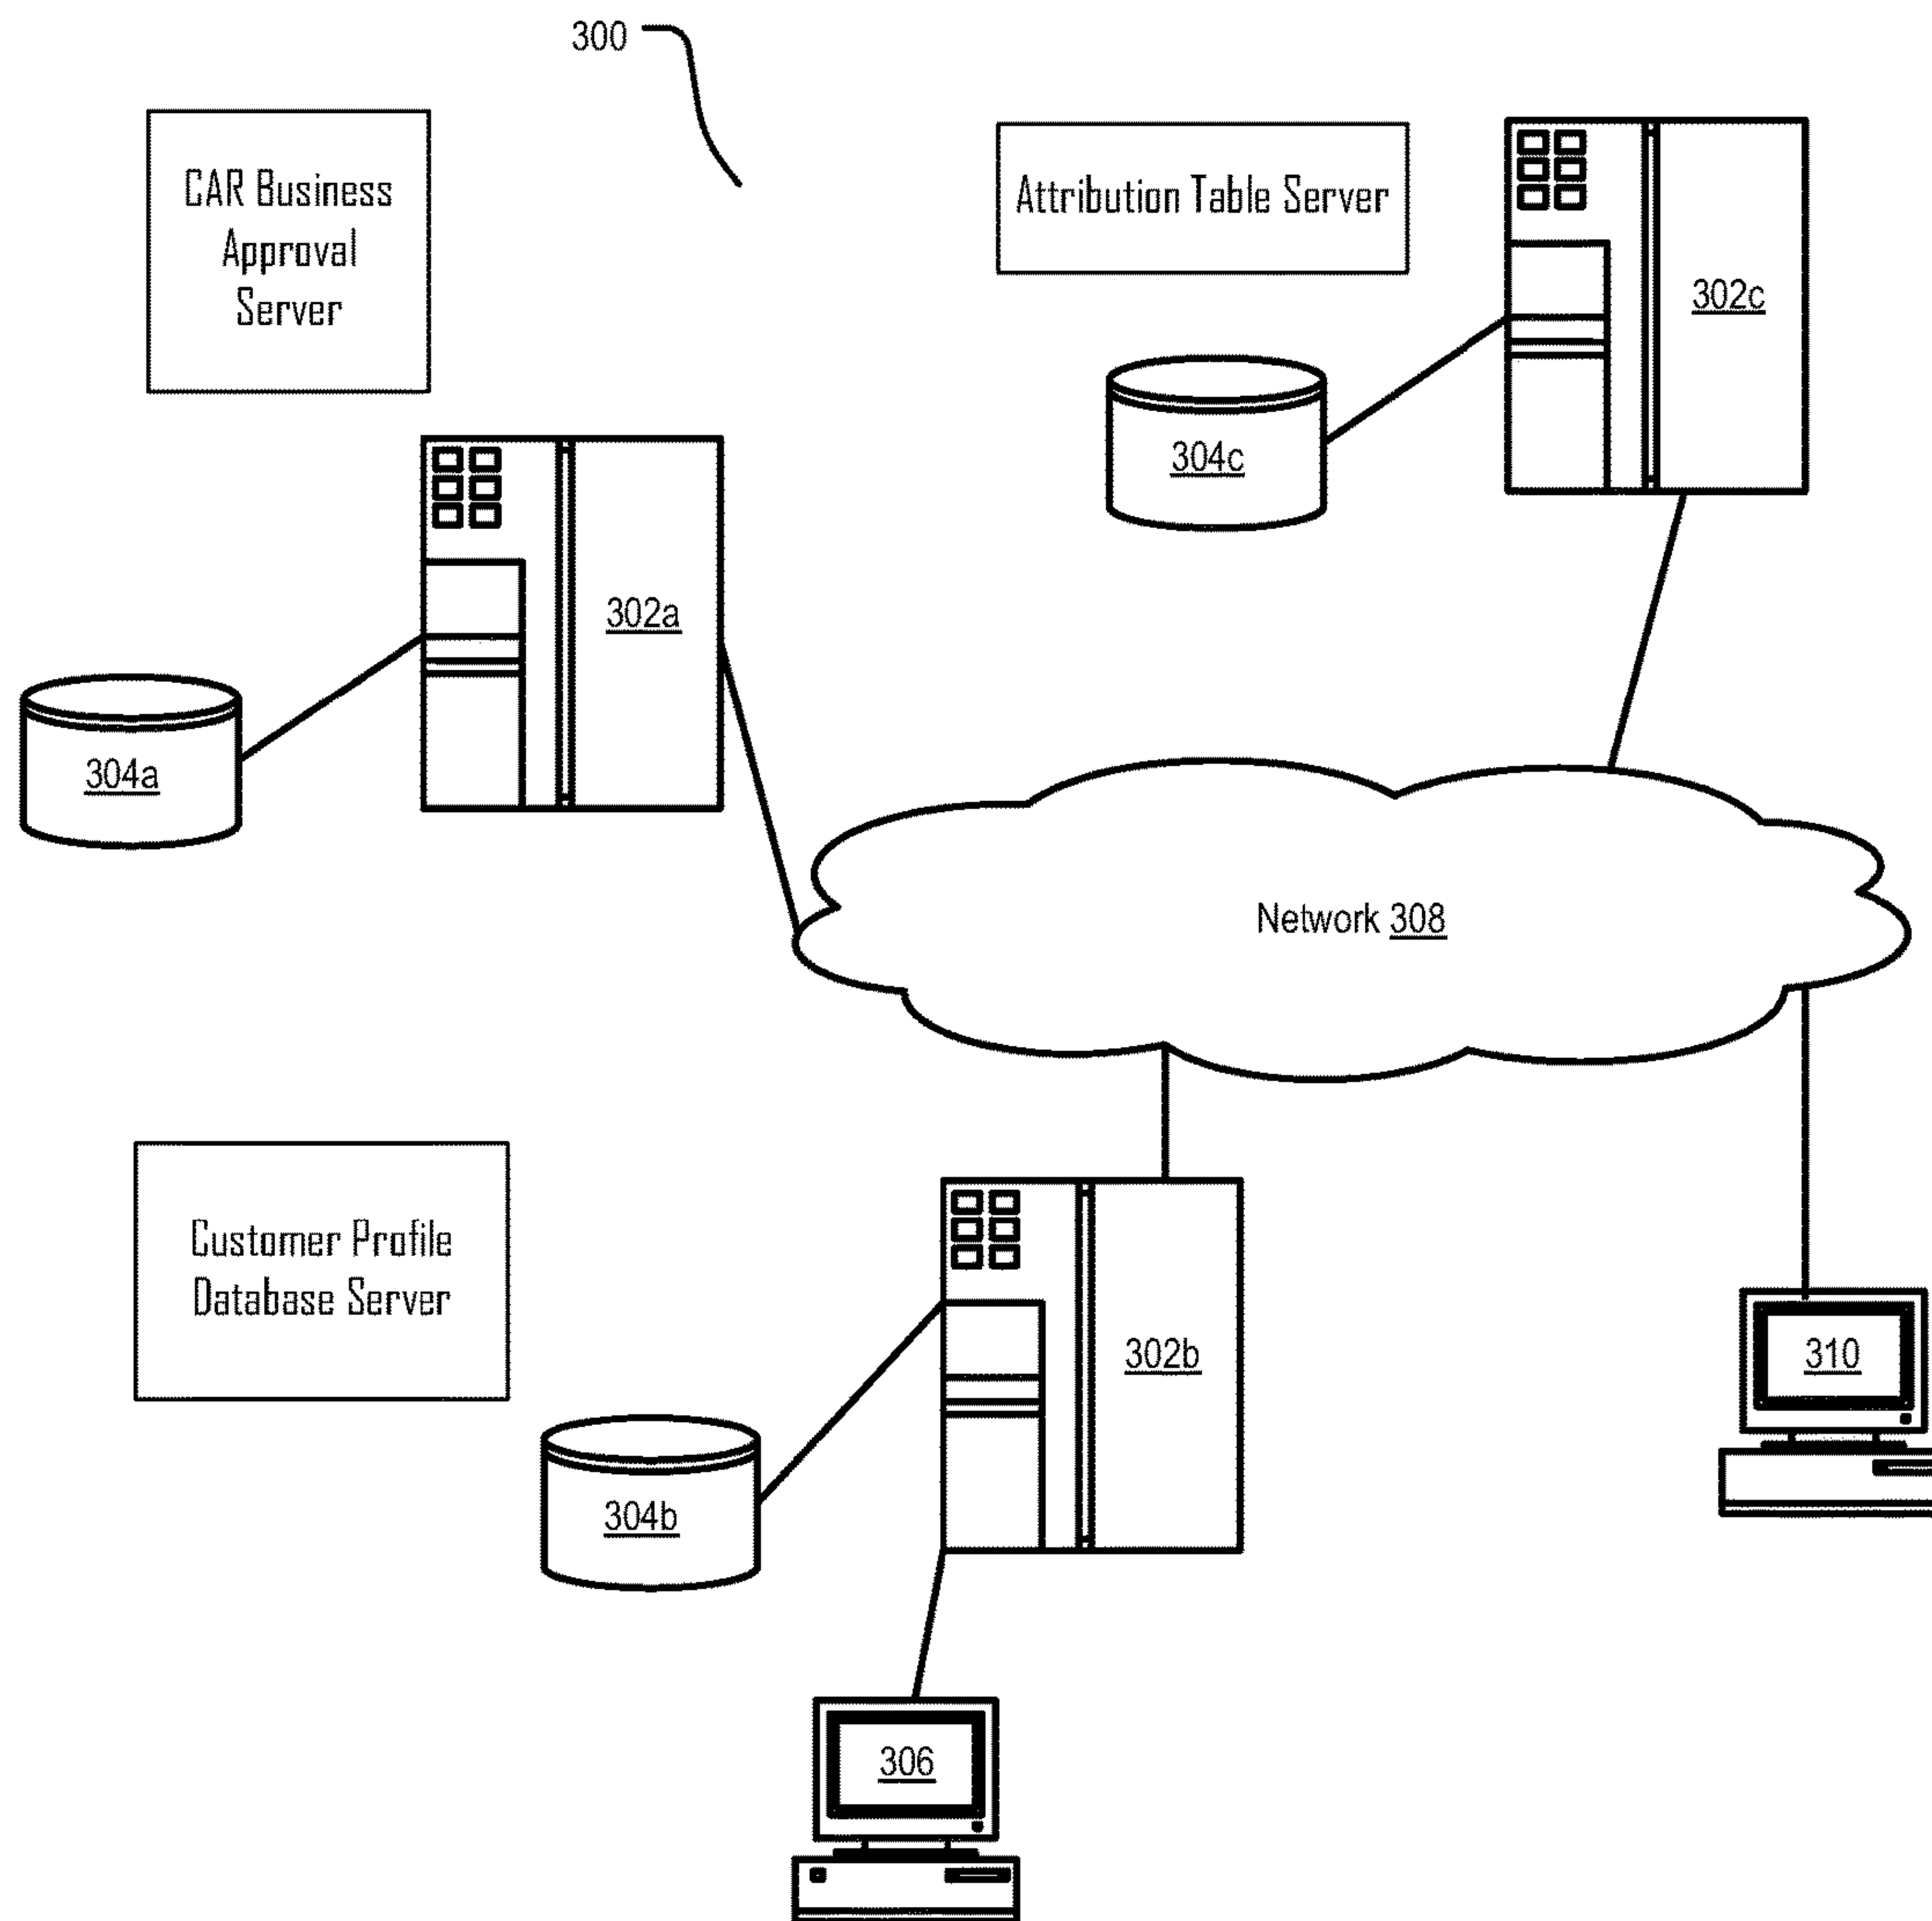 300
CAR Business
Approval
Server
Attribution Table Server
302c
304c
302a
304a
Network 308
Customer Profile
Database Server
302b
310
304b
306